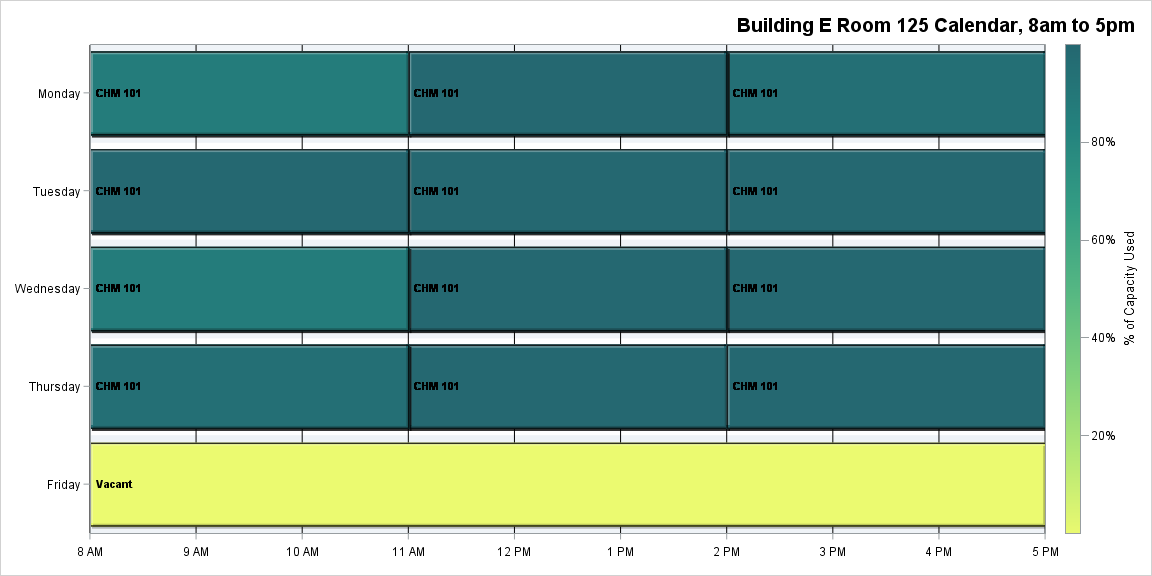 Building E Room 125 Calendar, 8am to 5pm
Monday CHM 101 CHM 101 CHM 101
Tuesday CHM 101 CHM 101 CHM 101
Wednesday CHM 101 CHM 101 CHM 101
Thursday CHM 101 CHM 101 CHM 101
Friday Vacant
8 AM 9 AM 10 AM 11 AM 12 PM 1 PM 2 PM 3 PM 4 PM 5 PM
80%
60%
40%
20%
% of Capacity Used